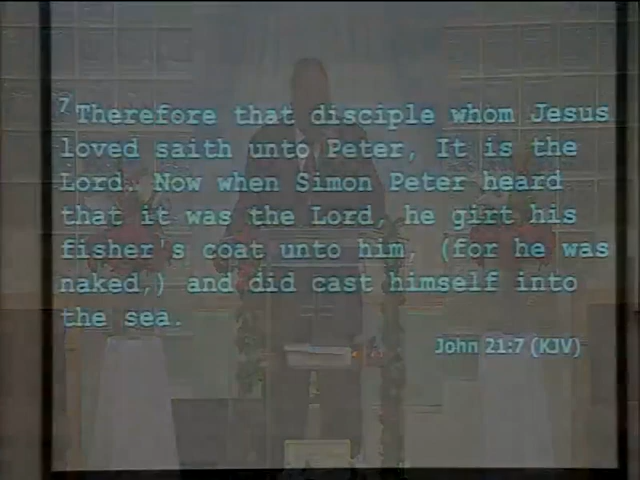 7 Therefore that disciple whom Jesus
loved saith unto Peter, It is the
Lord. Now when Simon Peter heard
that it was the Lord, he girt his
fisher's coat unto him, (for he was
naked,) and did cast himself into
the sea.
John 21:7 (KJV)